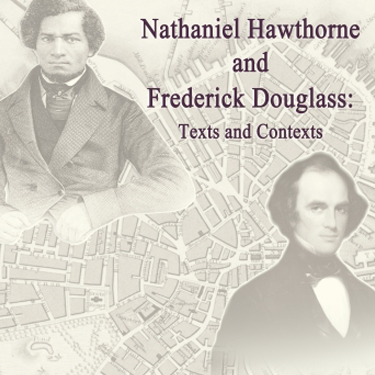 Nathaniel Hawthorne
and
Frederick Douglass:
Texts and Contexts